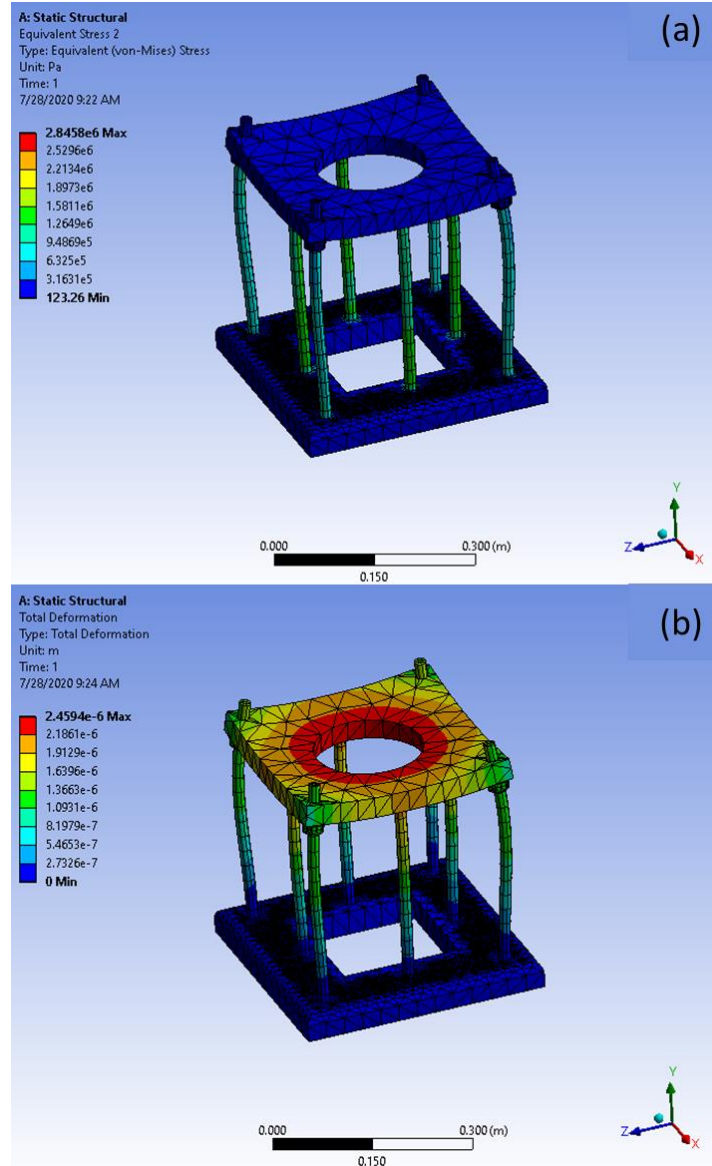 A: Static Structural
Equivalent Stress 2
Type: Equivalent (von-Mises) Stress
Unit: Pa
Time: 1
7/28/2020 9:22 AM
(a)
2.8458e6 Max
2.5296e6
2.2134e6
1.8973e6
1.5811e6
1.2649e6
9.4869e5
6.325e5
3.1631e5
123.26 Min
Y
Z
X
0.000
0.300 (m)
0.150
A: Static Structural
Total Deformation
Type: Total Deformation
Unit: m
Time: 1
7/28/2020 9:24 AM
(b)
2.4594e-6 Max
2.1861e-6
1.9129e-6
1.6396e-6
1.3663e-6
1.0931e-6
8.1979e-7
5.4653e-7
2.7326e-7
0 Min
Y
Z
X
0.000
0.300 (m)
0.150